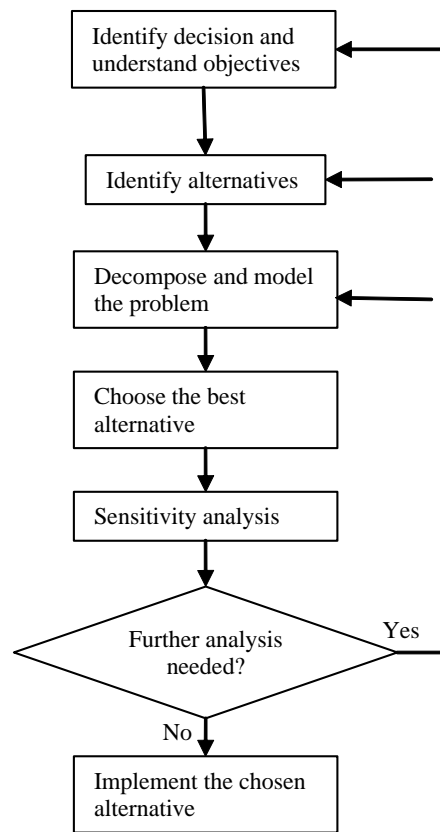 Identify decision and
understand objectives
Identify alternatives
Decompose and model
the problem
Choose the best
alternative
Sensitivity analysis
Further analysis
needed?
Yes
No
Implement the chosen
alternative